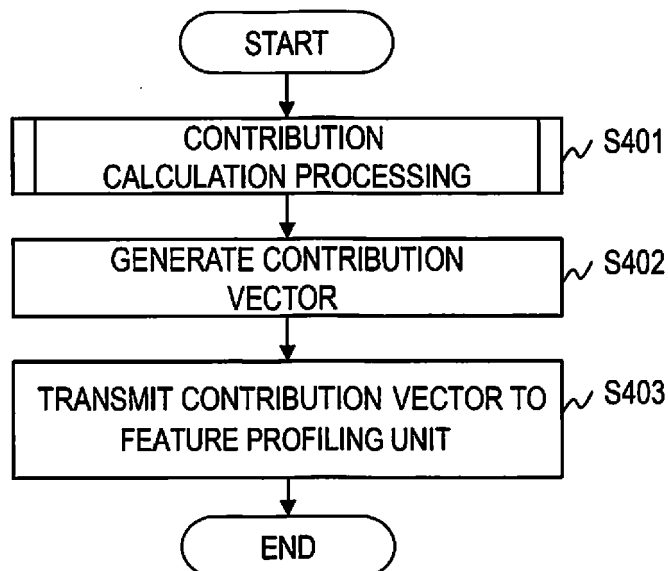 START
CONTRIBUTION
CALCULATION PROCESSING
S401
GENERATE CONTRIBUTION
VECTOR
S402
TRANSMIT CONTRIBUTION VECTOR TO
FEATURE PROFILING UNIT
S403
END